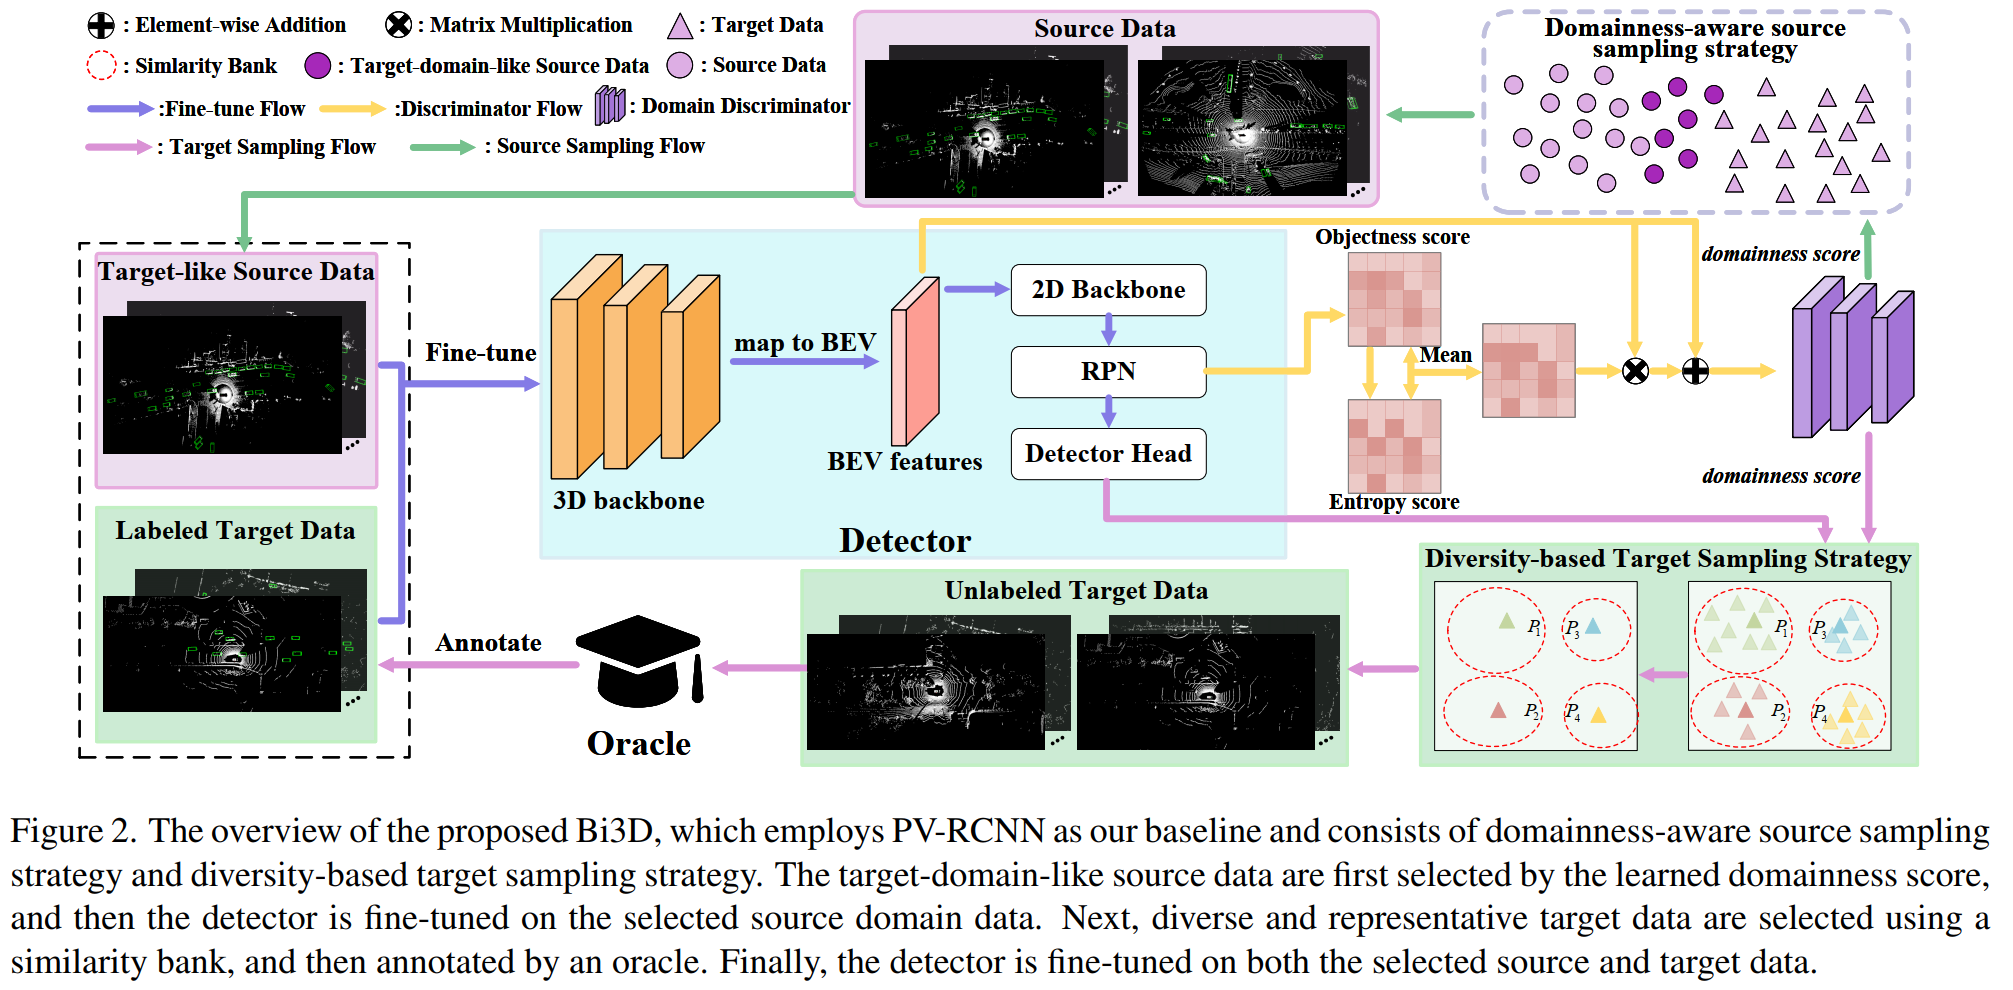 : Element-wise Addition
: Matrix Multiplication
: Target Data
: Simlarity Bank
: Target-domain-like Source Data
: Source Data
:Fine-tune Flow
:Discriminator Flow
: Domain Discriminator
: Target Sampling Flow
: Source Sampling Flow
Source Data
Domainness-aware source
sampling strategy
Target-like Source Data
Fine-tune
map to BEV
3D backbone
BEV features
2D Backbone
RPN
Detector Head
Detector
Objectness score
Mean
Entropy score
domainness score
domainness score
Labeled Target Data
Annotate
Oracle
Unlabeled Target Data
Diversity-based Target Sampling Strategy
P1
P3
P2
P4
P1
P3
P2
P4
Figure 2. The overview of the proposed Bi3D, which employs PV-RCNN as our baseline and consists of domainness-aware source sampling
strategy and diversity-based target sampling strategy. The target-domain-like source data are first selected by the learned domainness score,
and then the detector is fine-tuned on the selected source domain data. Next, diverse and representative target data are selected using a
similarity bank, and then annotated by an oracle. Finally, the detector is fine-tuned on both the selected source and target data.